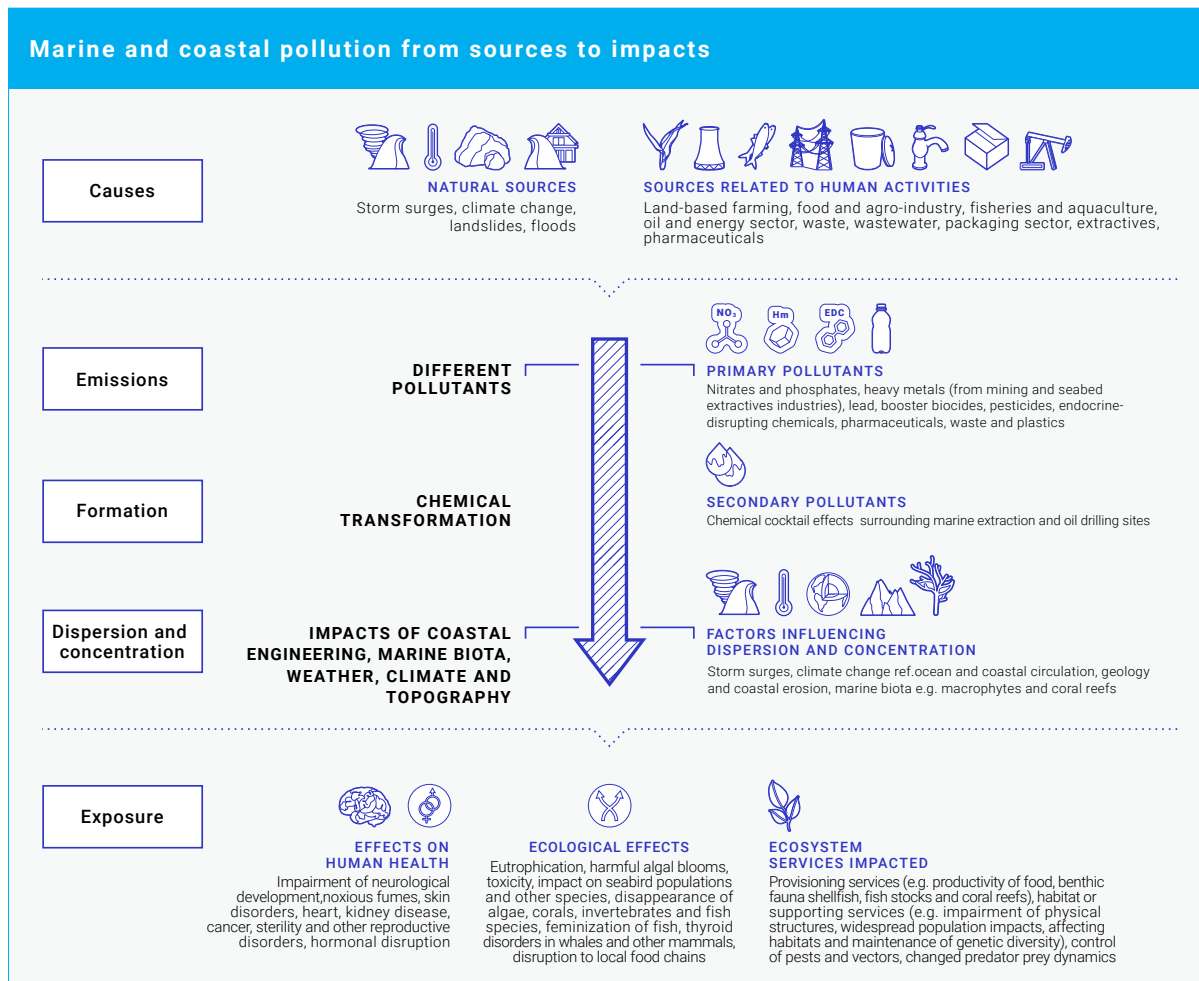 Marine and coastal pollution from sources to impacts
Causes
NATURAL SOURCES
Storm surges, climate change,
landslides, floods
SOURCES RELATED TO HUMAN ACTIVITIES
Land-based farming, food and agro-industry, fisheries and aquaculture,
oil and energy sector, waste, wastewater, packaging sector, extractives,
pharmaceuticals
Emissions
DIFFERENT
POLLUTANTS
NO₃ Hm EDC
PRIMARY POLLUTANTS
Nitrates and phosphates, heavy metals (from mining and seabed
extractives industries), lead, booster biocides, pesticides, endocrine-
disrupting chemicals, pharmaceuticals, waste and plastics
Formation
CHEMICAL
TRANSFORMATION
SECONDARY POLLUTANTS
Chemical cocktail effects  surrounding marine extraction and oil drilling sites
Dispersion and
concentration
IMPACTS OF COASTAL
ENGINEERING, MARINE BIOTA,
WEATHER, CLIMATE AND
TOPOGRAPHY
FACTORS INFLUENCING
DISPERSION AND CONCENTRATION
Storm surges, climate change ref.ocean and coastal circulation, geology
and coastal erosion, marine biota e.g. macrophytes and coral reefs
Exposure
EFFECTS ON
HUMAN HEALTH
Impairment of neurological
development,noxious fumes, skin
disorders, heart, kidney disease,
cancer, sterility and other reproductive
disorders, hormonal disruption
ECOLOGICAL EFFECTS
Eutrophication, harmful algal blooms,
toxicity, impact on seabird populations
and other species, disappearance of
algae, corals, invertebrates and fish
species, feminization of fish, thyroid
disorders in whales and other mammals,
disruption to local food chains
ECOSYSTEM
SERVICES IMPACTED
Provisioning services (e.g. productivity of food, benthic
fauna shellfish, fish stocks and coral reefs), habitat or
supporting services (e.g. impairment of physical
structures, widespread population impacts, affecting
habitats and maintenance of genetic diversity), control
of pests and vectors, changed predator prey dynamics